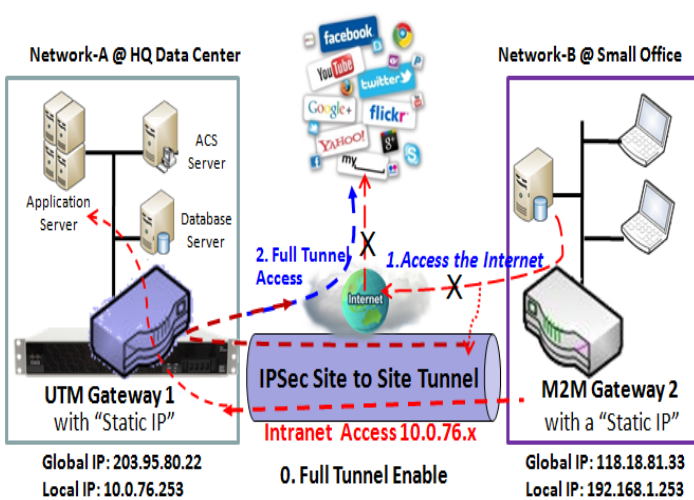 Network-A @ HQ Data Center
Network-B @ Small Office
facebook
YouTube
twitter
Google+
flickr
YAHOO!
g+
my___
ACS
Server
Application
Server
Database
Server
2. Full Tunnel
Access
1.Access the Internet
X
X
Internet
IPSec Site to Site Tunnel
UTM Gateway 1
with "Static IP"
M2M Gateway 2
with a "Static IP"
Intranet Access 10.0.76.x
Global IP: 203.95.80.22
Local IP: 10.0.76.253
0. Full Tunnel Enable
Global IP: 118.18.81.33
Local IP: 192.168.1.253